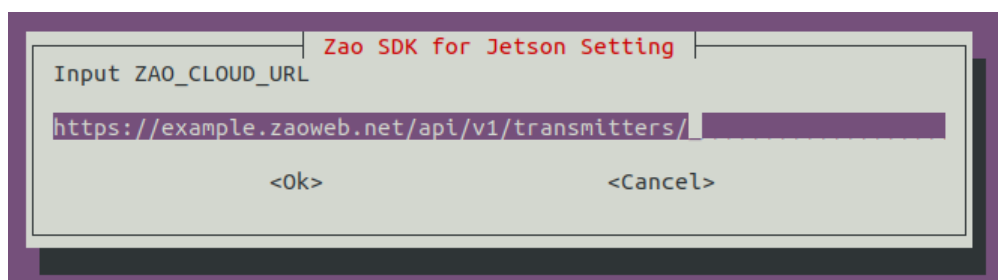 Zao SDK for Jetson Setting
Input ZAO_CLOUD_URL
https://example.zaoweb.net/api/v1/transmitters/_
<Ok> <Cancel>